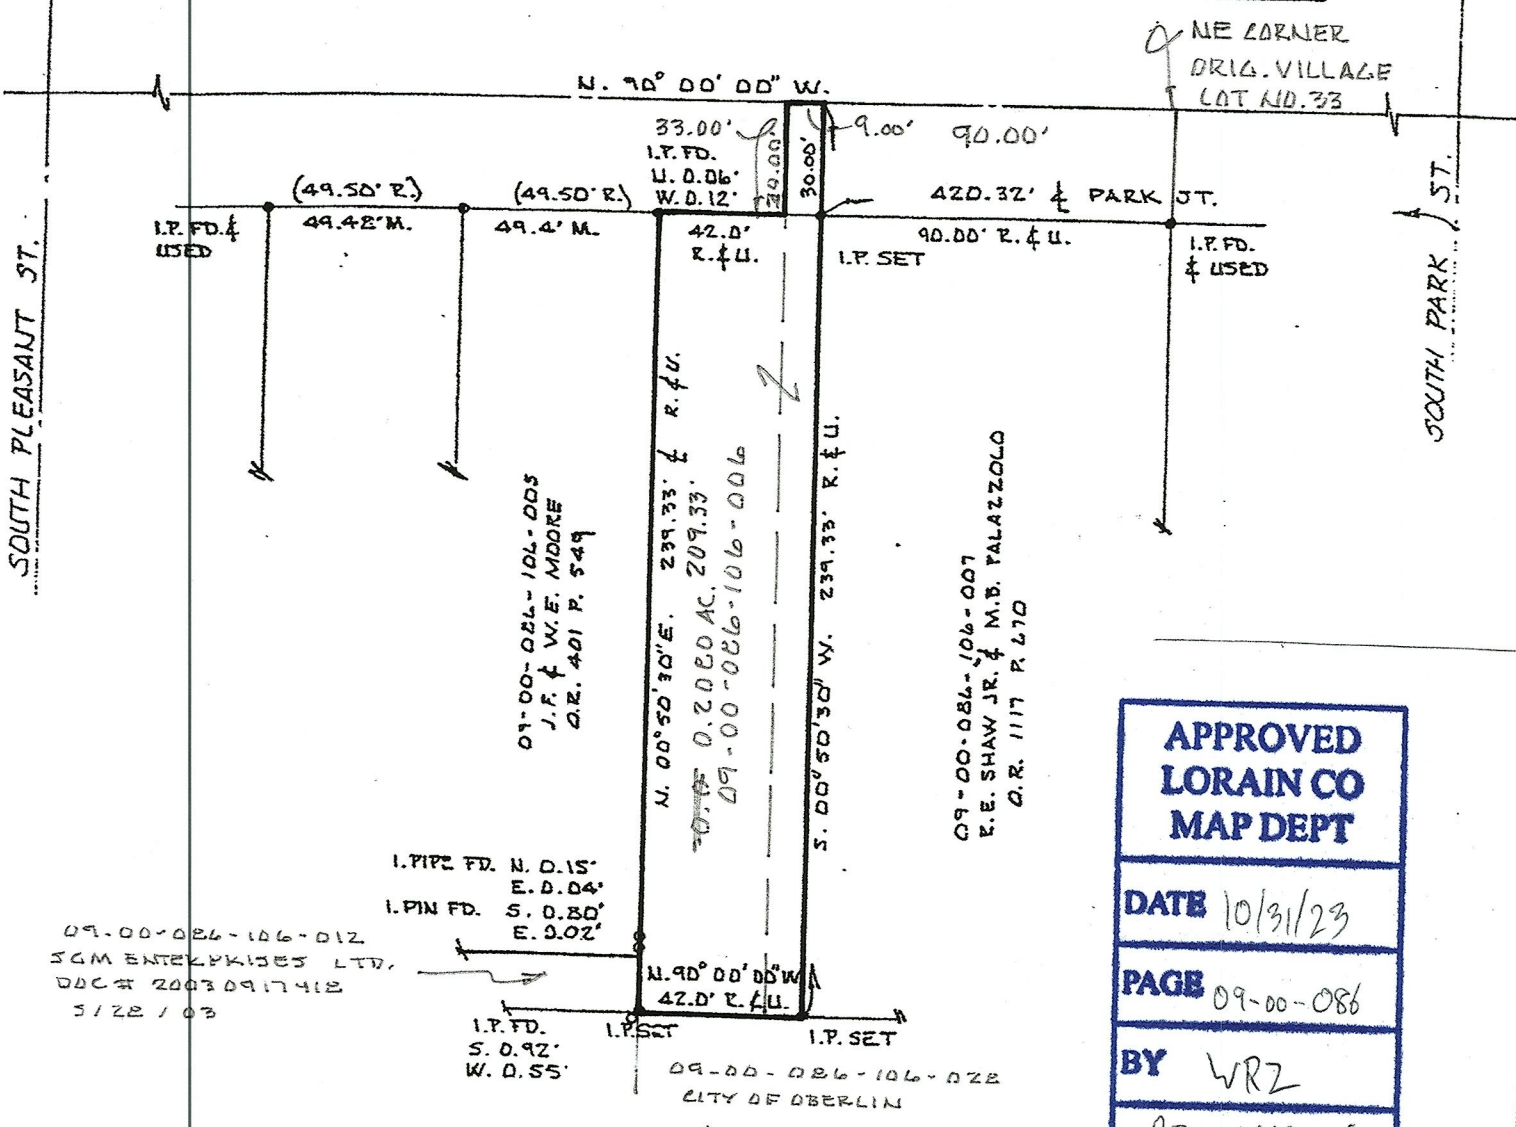 NE CORNER
ORIG. VILLAGE
LOT NO. 33
N. 90° 00' 00" W.
33.00'
9.00'
90.00'
30.00'
30.00'
I.P. FD.
N. 0.06'
W. 0.12'
(49.50' R.)
(49.50' R.)
49.48' M.
49.4' M.
42.0'
R. & U.
420.32' & PARK ST.
90.00' R. & U.
I.P. FD. &
USED
I.P. SET
I.P. FD.
& USED
SOUTH PLEASANT ST.
SOUTH PARK ST.
N. 00° 50' 30" E. 239.33' & R. & U.
0.2020 AC. 209.33'
09-00-086-106-006
S. 00° 50' 30" W. 239.33' R. & U.
09-00-086-106-005
J.F. & W.E. MOORE
O.R. 401 P. 549
09-00-086-106-007
R.E. SHAW JR. & M.B. PALAZZOLO
O.R. 1117 P. 670
I. PIPE FD. N. 0.15'
E. 0.04'
I. PIN FD. S. 0.80'
E. 0.02'
09-00-086-106-012
SGM ENTERPRISES LTD.
DOC # 20030917418
5/28/03
N. 90° 00' 00" W
42.0' R. & U.
I.P. FD.
S. 0.92'
W. 0.55'
I.P. SET
I.P. SET
09-00-086-106-028
CITY OF OBERLIN
APPROVED
LORAIN CO
MAP DEPT
DATE 10/31/23
PAGE 09-00-086
BY WRZ